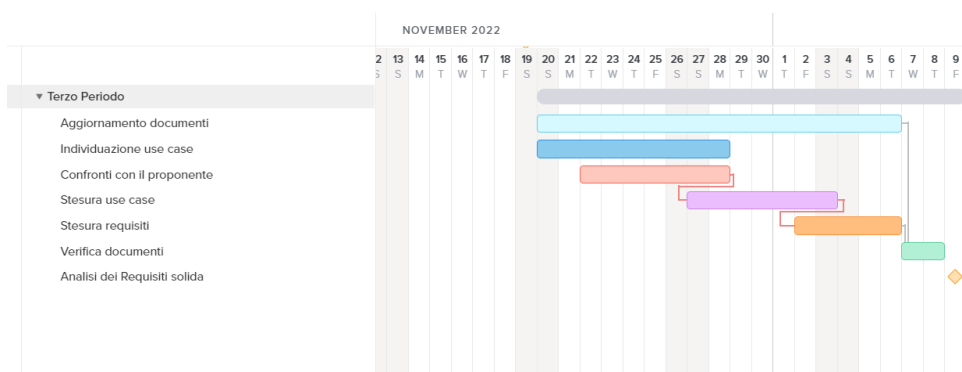 NOVEMBER 2022
2 13 14 15 16 17 18 19 20 21 22 23 24 25 26 27 28 29 30 1 2 3 4 5 6 7 8 9
S S M T W T F S S M T W T F S S M T W T F S S M T W T F
Terzo Periodo
Aggiornamento documenti
Individuazione use case
Confronti con il proponente
Stesura use case
Stesura requisiti
Verifica documenti
Analisi dei Requisiti solida